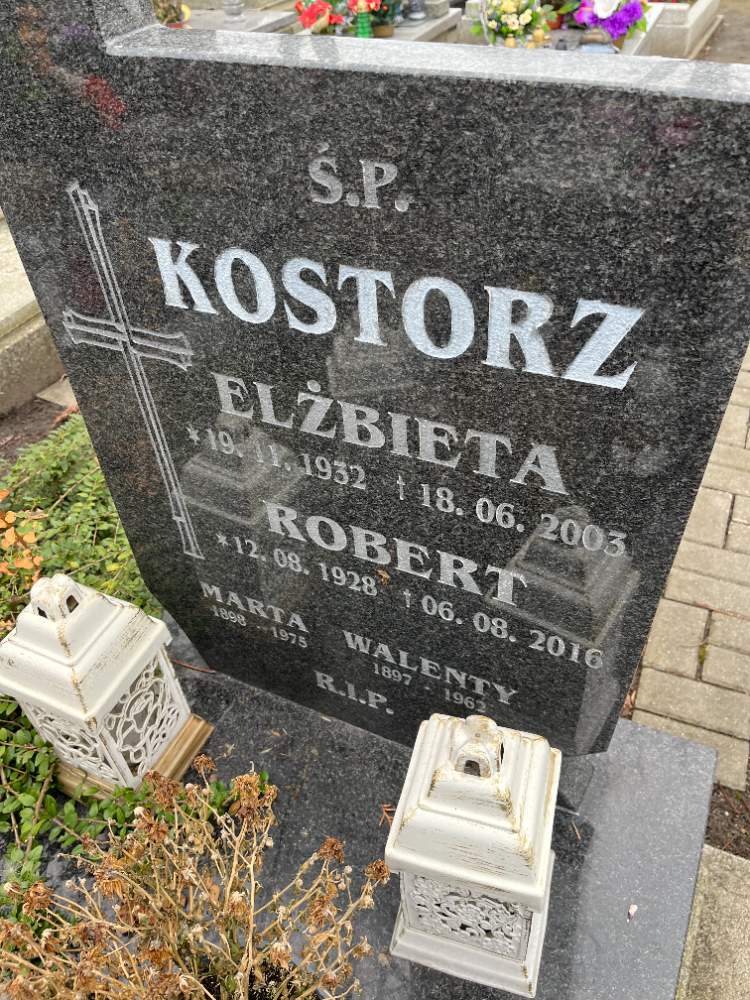 Ś.P.
KOSTORZ
ELŻBIETA
* 19. 11. 1932 † 18. 06. 2003
ROBERT
* 12. 08. 1928 † 06. 08. 2016
MARTA WALENTY
1898 - 1975 1897 - 1962
R.I.P.